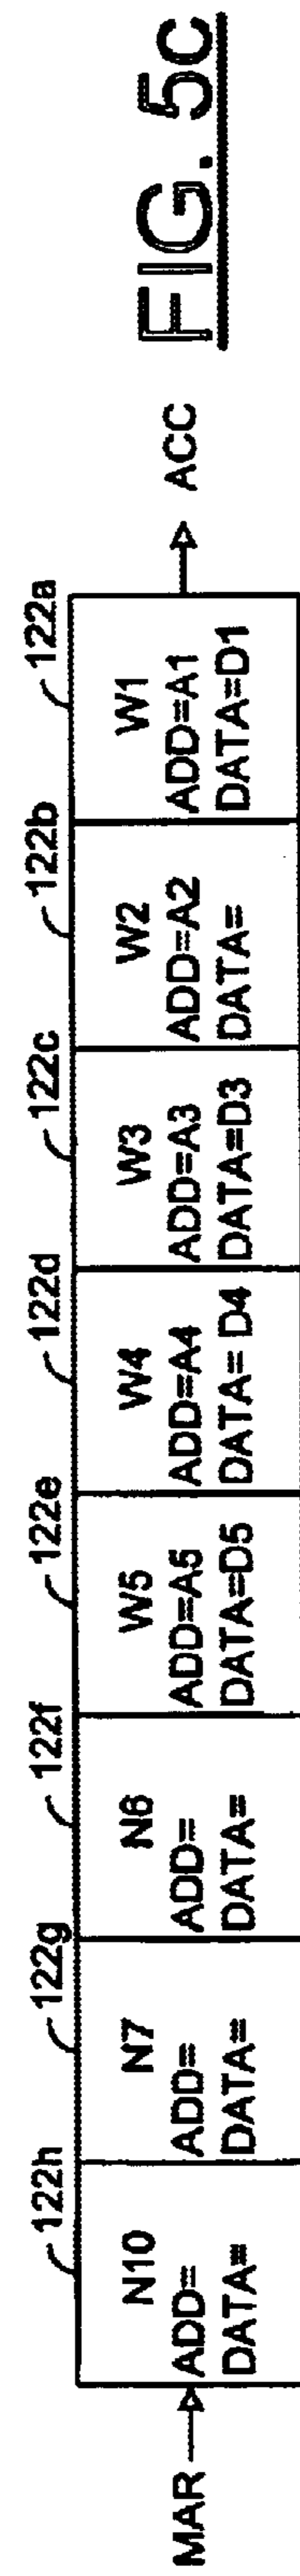 122h 122g 122f 122e 122d 122c 122b 122a
MAR
N10
ADD=
DATA=
N7
ADD=
DATA=
N6
ADD=
DATA=
W5
ADD=A5
DATA=D5
W4
ADD=A4
DATA= D4
W3
ADD=A3
DATA=D3
W2
ADD=A2
DATA=
W1
ADD=A1
DATA=D1
ACC
FIG. 5c